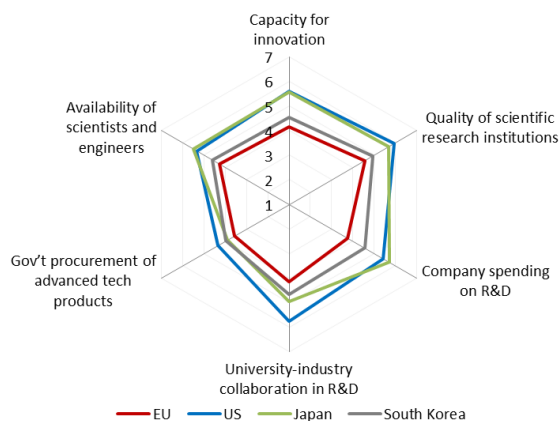 Capacity for
innovation
7
6
5
4
3
2
1
Quality of scientific
research institutions
Company spending
on R&D
University-industry
collaboration in R&D
Gov't procurement of
advanced tech
products
Availability of
scientists and
engineers
EU US Japan South Korea